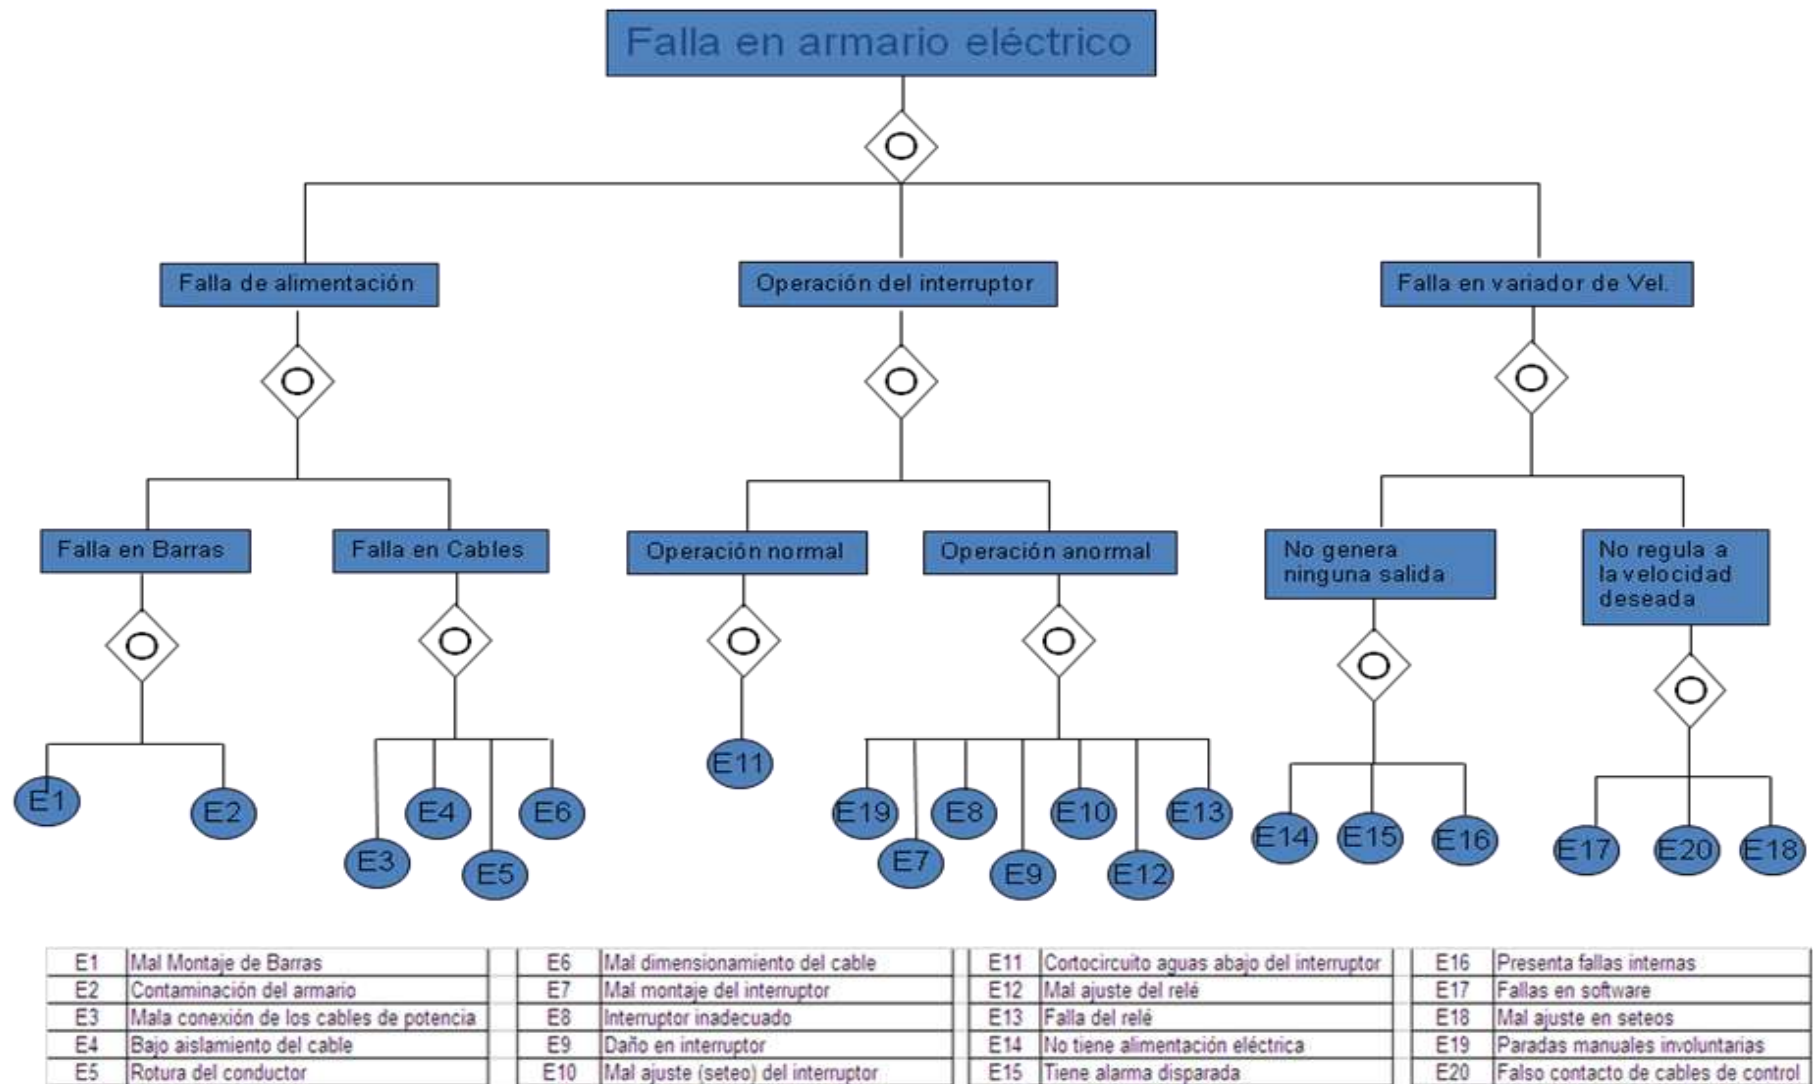 Falla en armario eléctrico
Falla de alimentación
Operación del interruptor
Falla en variador de Vel.
Falla en Barras
Falla en Cables
Operación normal
Operación anormal
No genera
ninguna salida
No regula a
la velocidad
deseada
E1
E2
E3
E4
E5
E6
E11
E19
E7
E8
E9
E10
E12
E13
E14
E15
E16
E17
E20
E18
E1 Mal Montaje de Barras E6 Mal dimensionamiento del cable E11 Cortocircuito aguas abajo del interruptor E16 Presenta fallas internas
E2 Contaminación del armario E7 Mal montaje del interruptor E12 Mal ajuste del relé E17 Fallas en software
E3 Mala conexión de los cables de potencia E8 Interruptor inadecuado E13 Falla del relé E18 Mal ajuste en seteos
E4 Bajo aislamiento del cable E9 Daño en interruptor E14 No tiene alimentación eléctrica E19 Paradas manuales involuntarias
E5 Rotura del conductor E10 Mal ajuste (seteo) del interruptor E15 Tiene alarma disparada E20 Falso contacto de cables de control